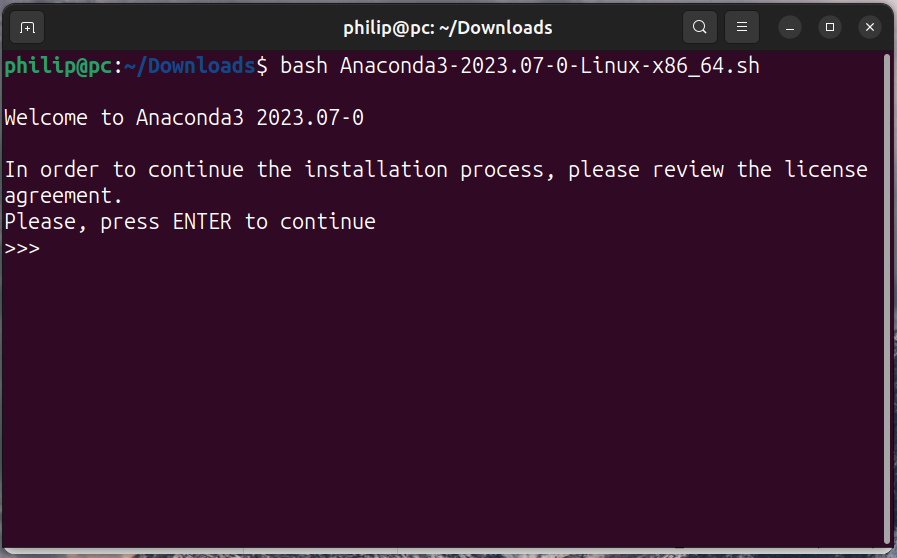 philip@pc: ~/Downloads
philip@pc:~/Downloads$ bash Anaconda3-2023.07-0-Linux-x86_64.sh
Welcome to Anaconda3 2023.07-0
In order to continue the installation process, please review the license
agreement.
Please, press ENTER to continue
>>>